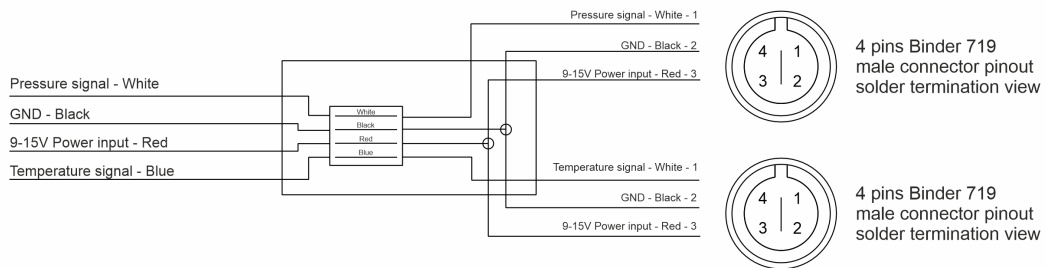 Pressure signal - White - 1
GND - Black - 2
9-15V Power input - Red - 3
4 1
3 2
4 pins Binder 719
male connector pinout
solder termination view
Pressure signal - White
GND - Black
9-15V Power input - Red
Temperature signal - Blue
White
Black
Red
Blue
Temperature signal - White - 1
GND - Black - 2
9-15V Power input - Red - 3
4 1
3 2
4 pins Binder 719
male connector pinout
solder termination view